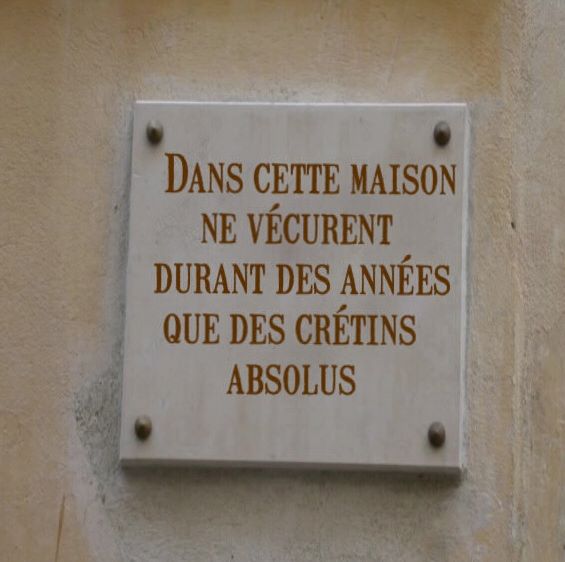 DANS CETTE MAISON
NE VÉCURENT
DURANT DES ANNÉES
QUE DES CRÉTINS
ABSOLUS